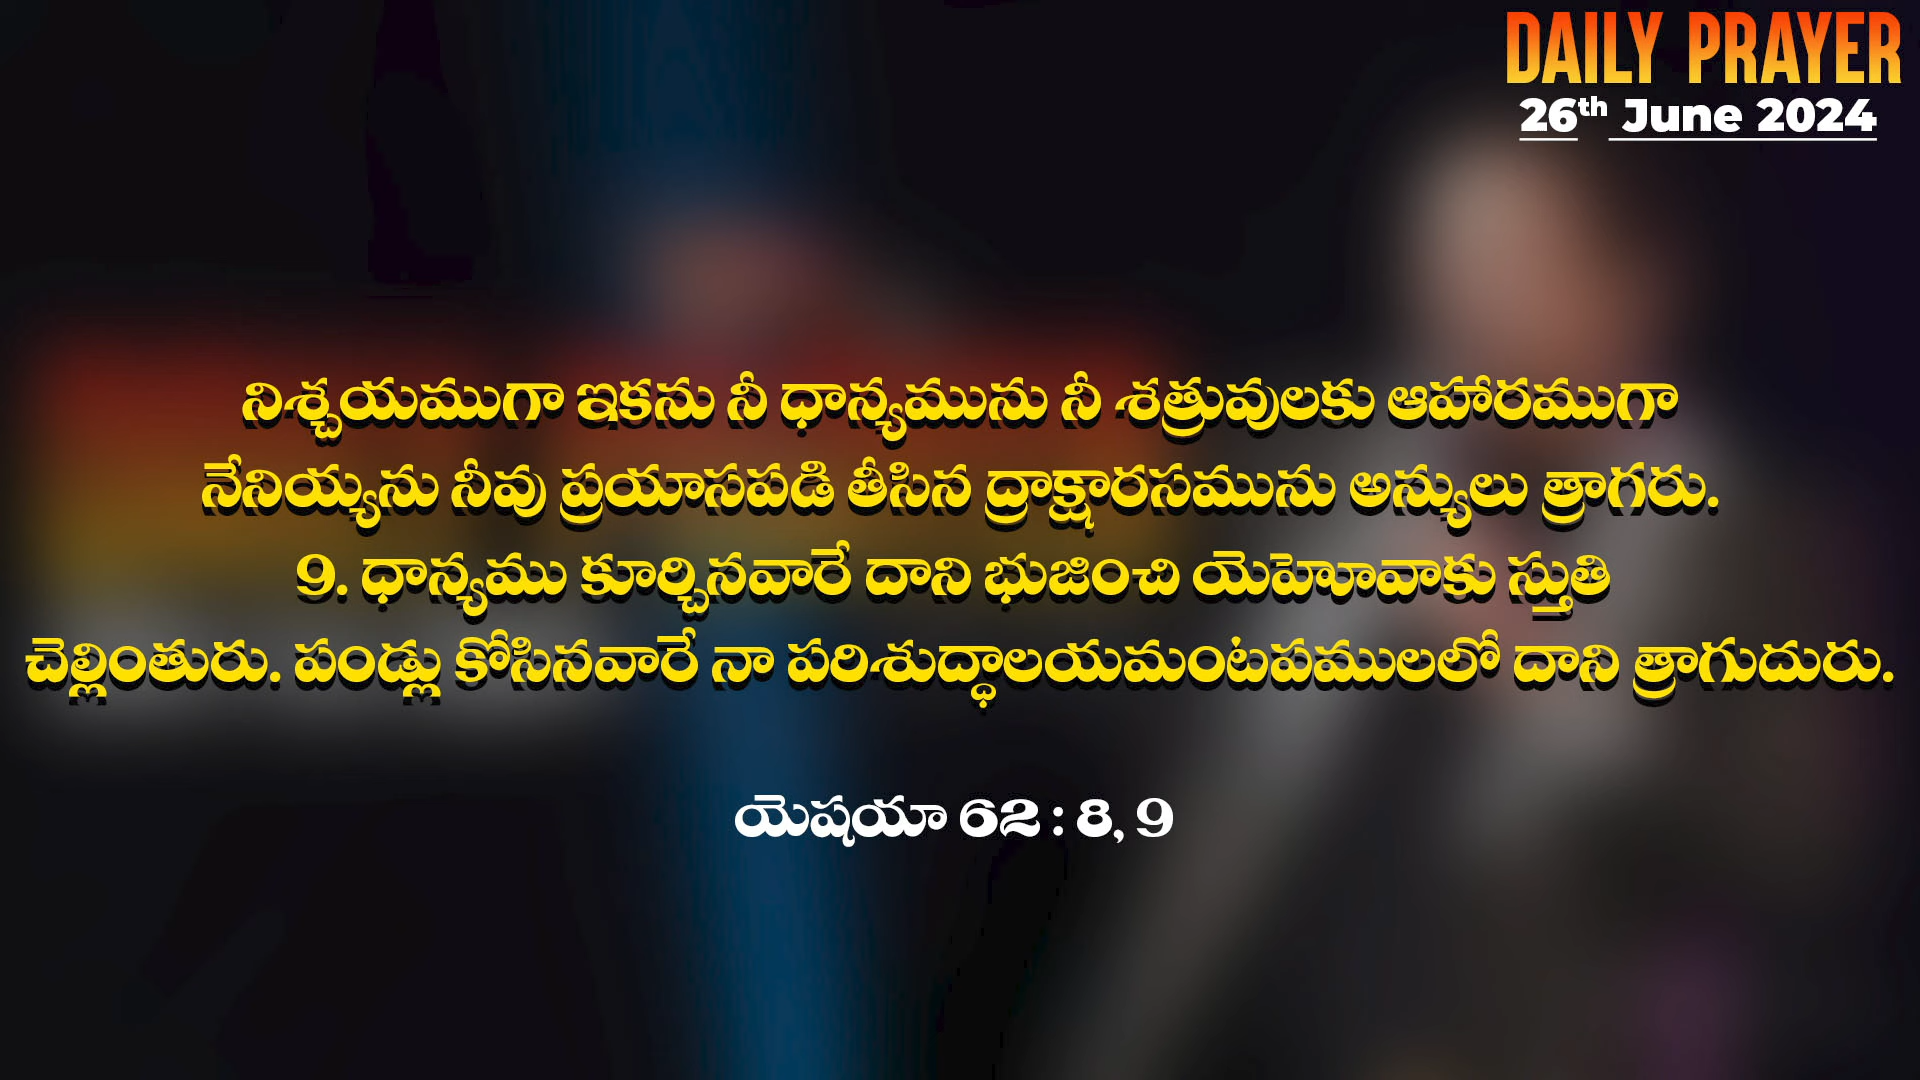 DAILY PRAYER
26th June 2024
నిశ్చయముగా ఇకను నీ ధాన్యమును నీ శత్రువులకు ఆహారముగా
నేనియ్యను నీవు ప్రయాసపడి తీసిన ద్రాక్షారసమును అన్యులు త్రాగరు.
9. ధాన్యము కూర్చినవారే దాని భుజించి యెహోవాకు స్తుతి
చెల్లింతురు. పండ్లు కోసినవారే నా పరిశుద్ధాలయమంటపములలో దాని త్రాగుదురు.
యెషయా 62 : 8, 9